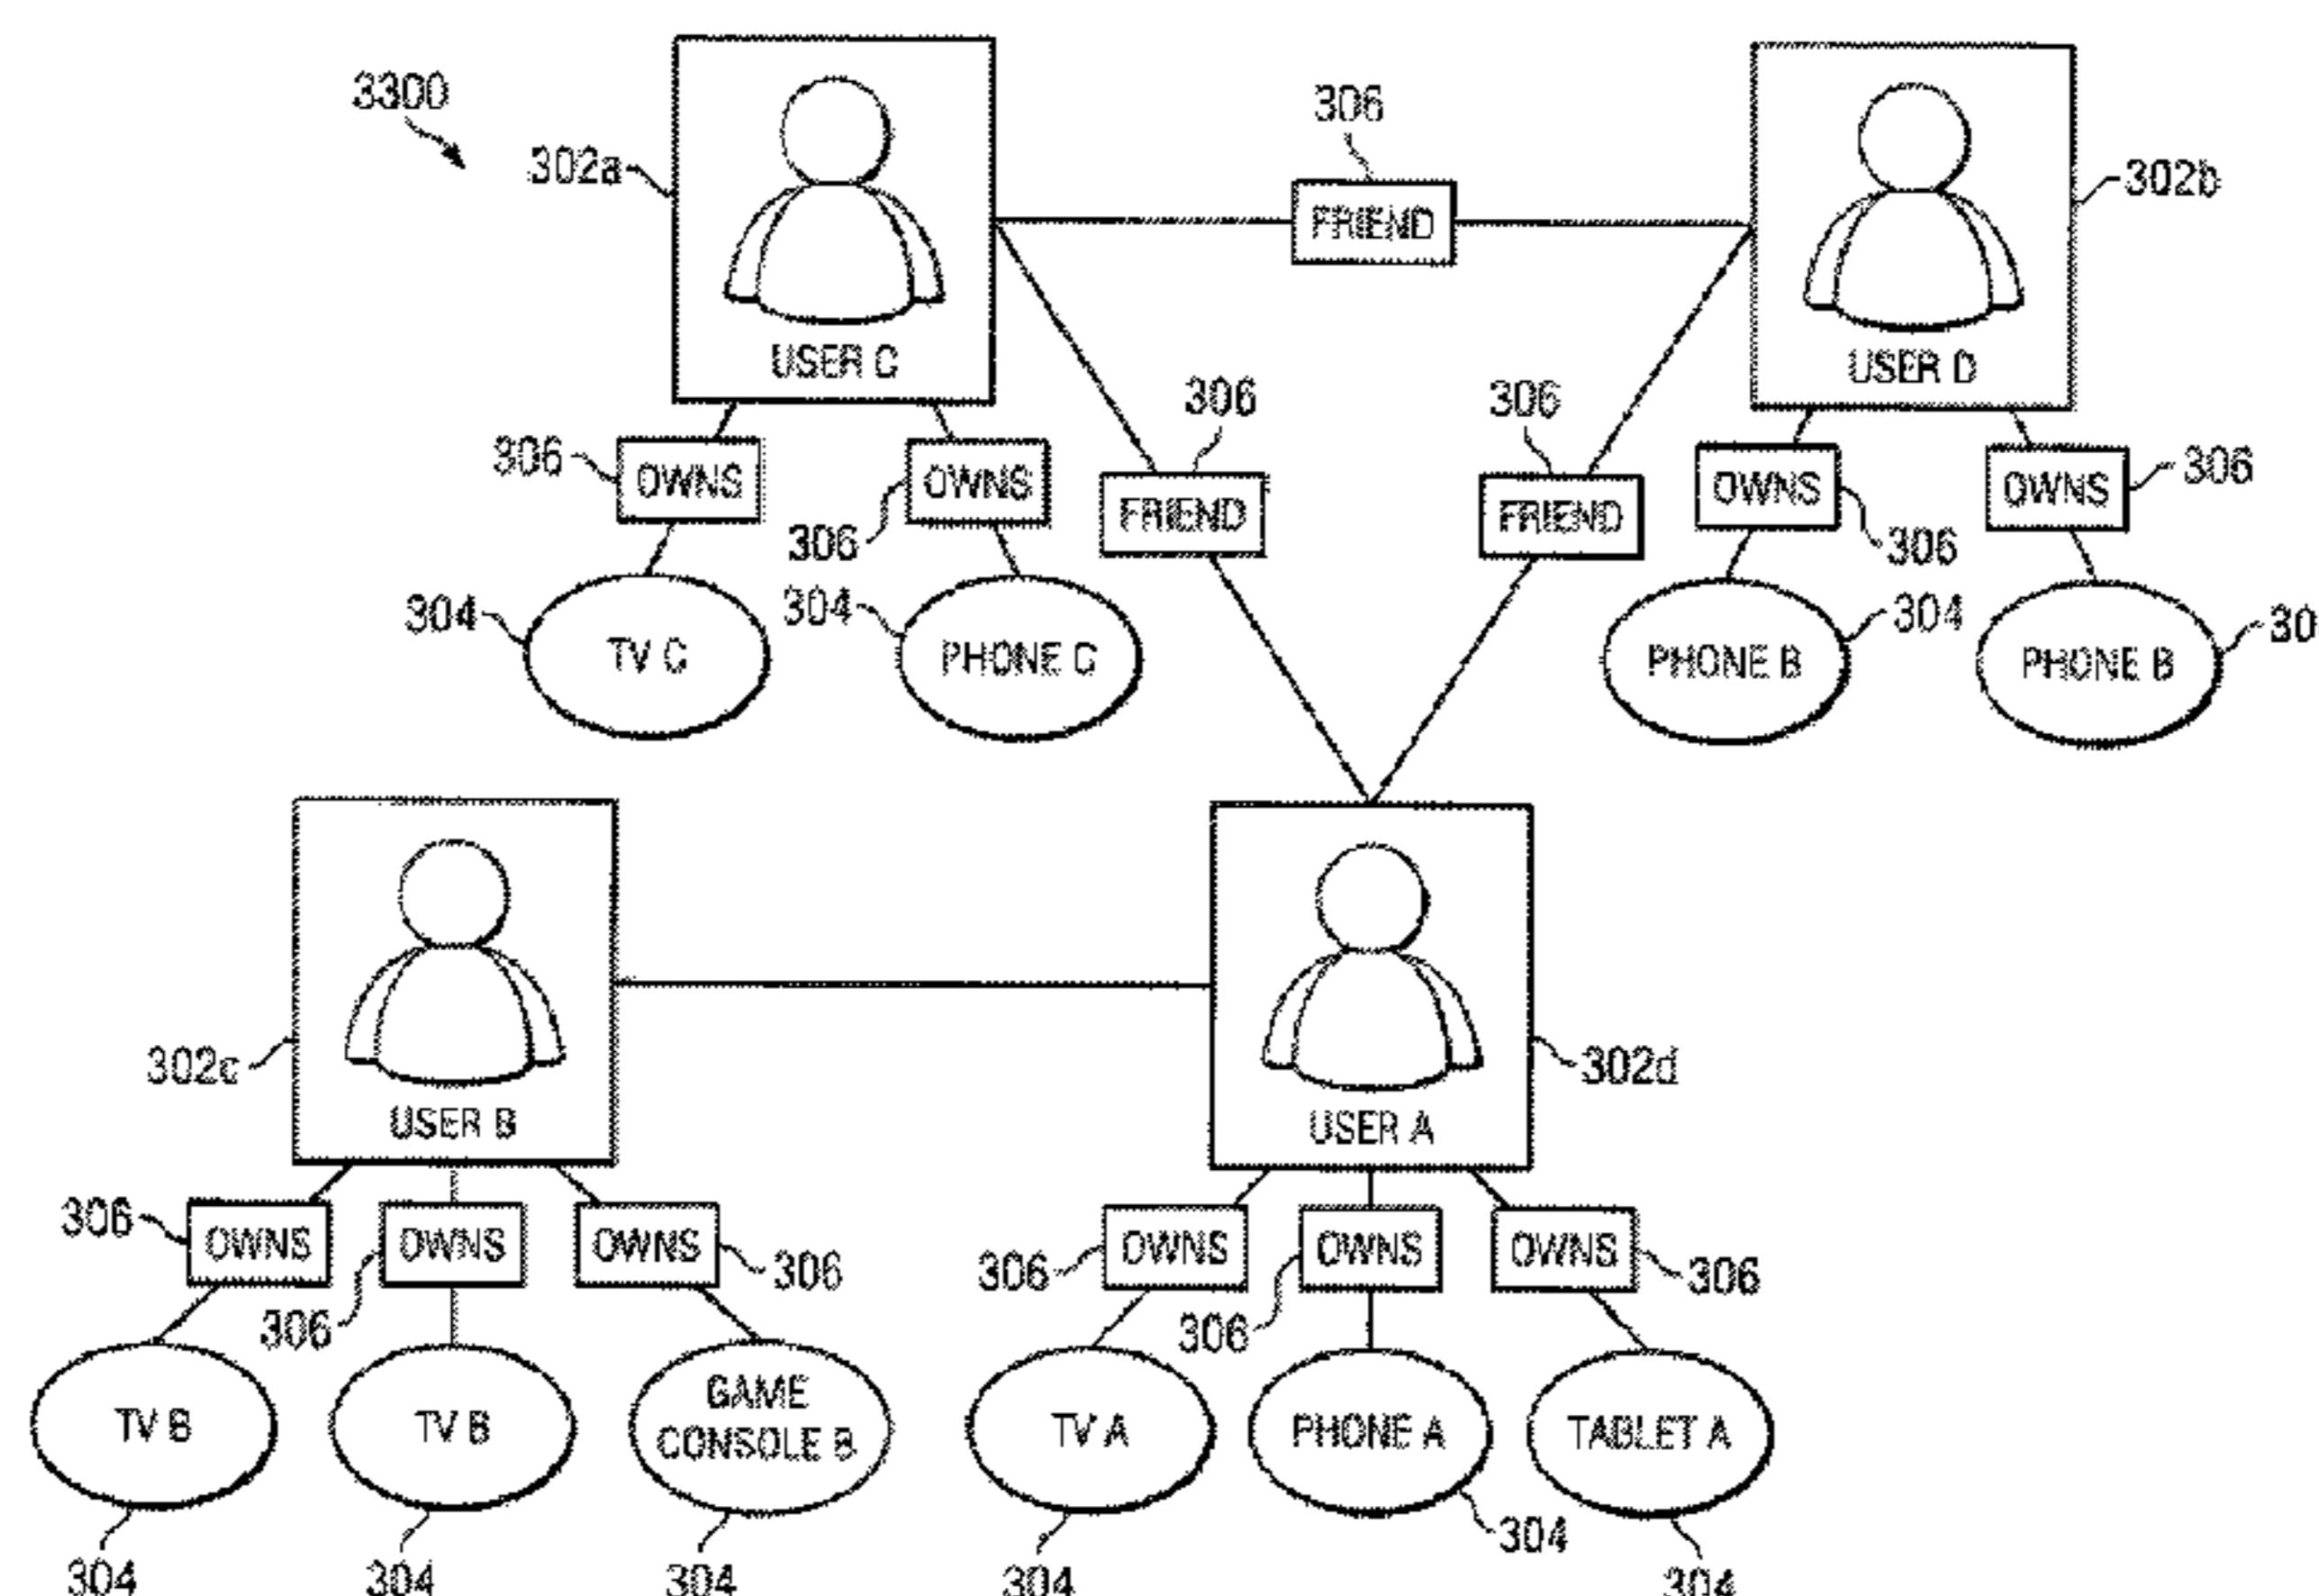 3300
306
302a
302b
FRIEND
USER C
USER D
306
306
306
OWNS
OWNS
306
FRIEND
FRIEND
OWNS
306
OWNS
306
304
TV C
304
PHONE C
PHONE B
304
PHONE B
30
302c
302d
USER B
USER A
306
OWNS
306
OWNS
OWNS
306
306
OWNS
306
OWNS
OWNS
306
TV B
TV B
GAME
CONSOLE B
TV A
PHONE A
TABLET A
304
304
304
304
304
304